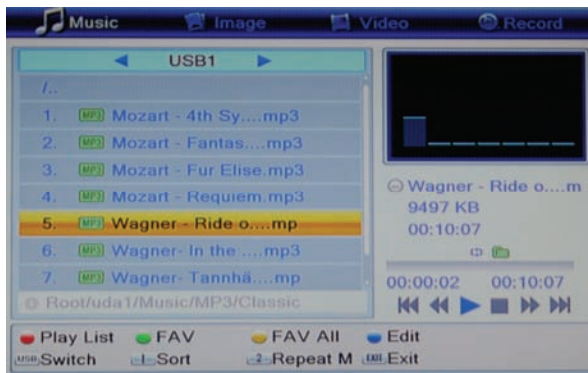 Music Image Video Record
USB1
/..
1. MP3 Mozart - 4th Sy....mp3
2. MP3 Mozart - Fantas....mp3
3. MP3 Mozart - Fur Elise.mp3
4. MP3 Mozart - Requiem.mp3
5. MP3 Wagner - Ride o....mp
6. MP3 Wagner- In the ....mp3
7. MP3 Wagner- Tannhä....mp
Root/uda1/Music/MP3/Classic
Wagner - Ride o....m
9497 KB
00:10:07
00:00:02 00:10:07
Play List FAV FAV All Edit
USB Switch 1 Sort 2 Repeat M EXIT Exit